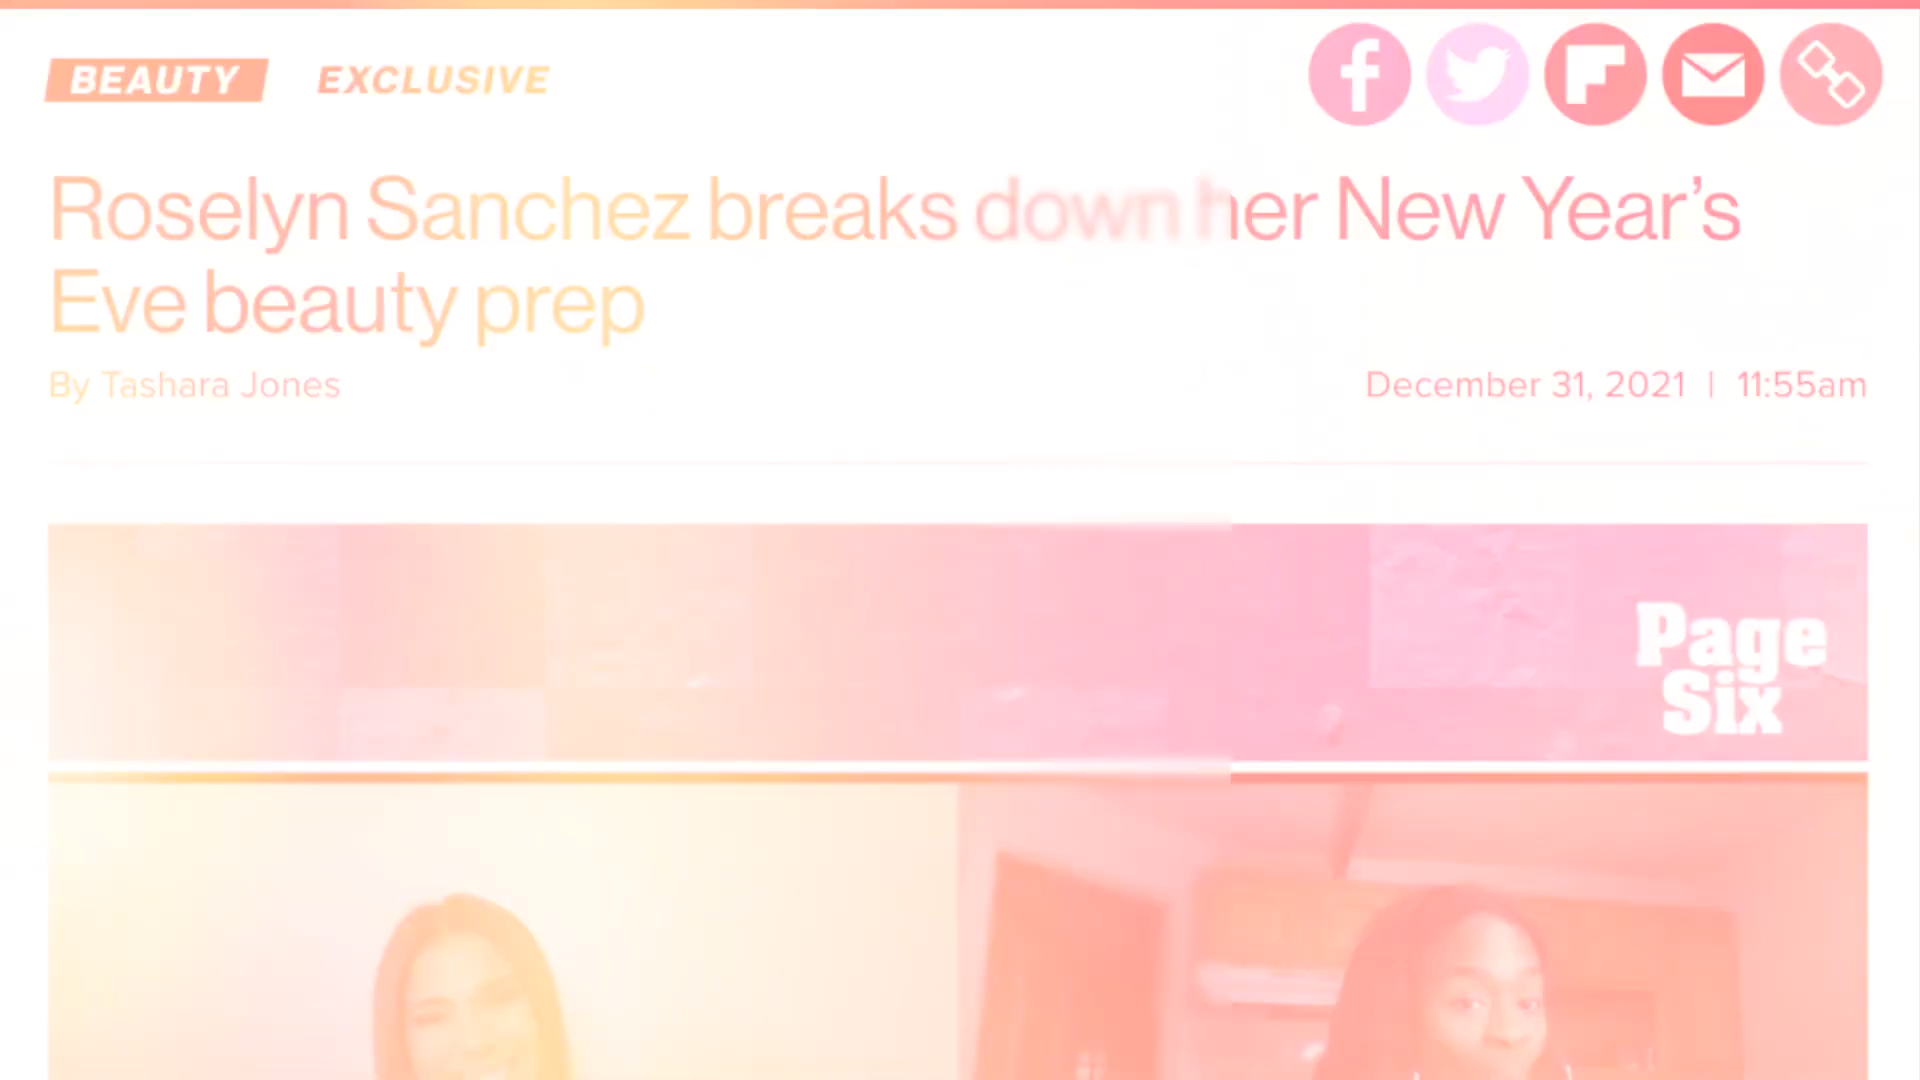 BEAUTY EXCLUSIVE
Roselyn Sanchez breaks down her New Year’s
Eve beauty prep
By Tashara Jones
December 31, 2021 | 11:55am
Page
Six